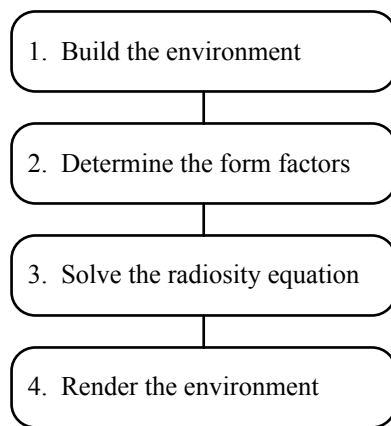 1. Build the environment
2. Determine the form factors
3. Solve the radiosity equation
4. Render the environment